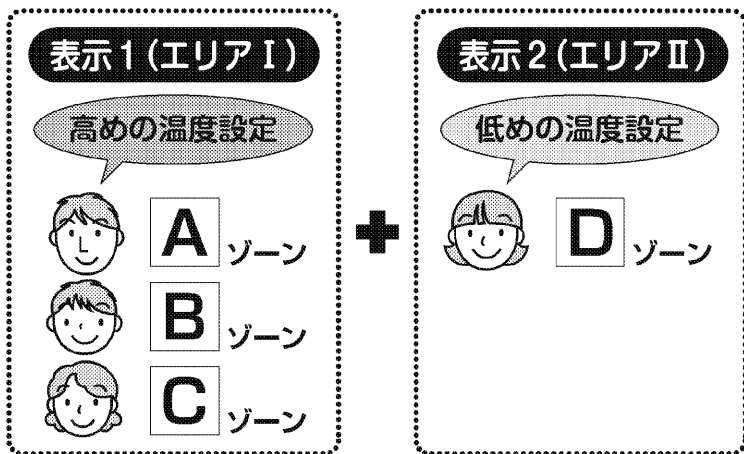 表示1(エリアⅠ)
高めの温度設定
A ゾーン
B ゾーン
C ゾーン
+
表示2(エリアⅡ)
低めの温度設定
D ゾーン